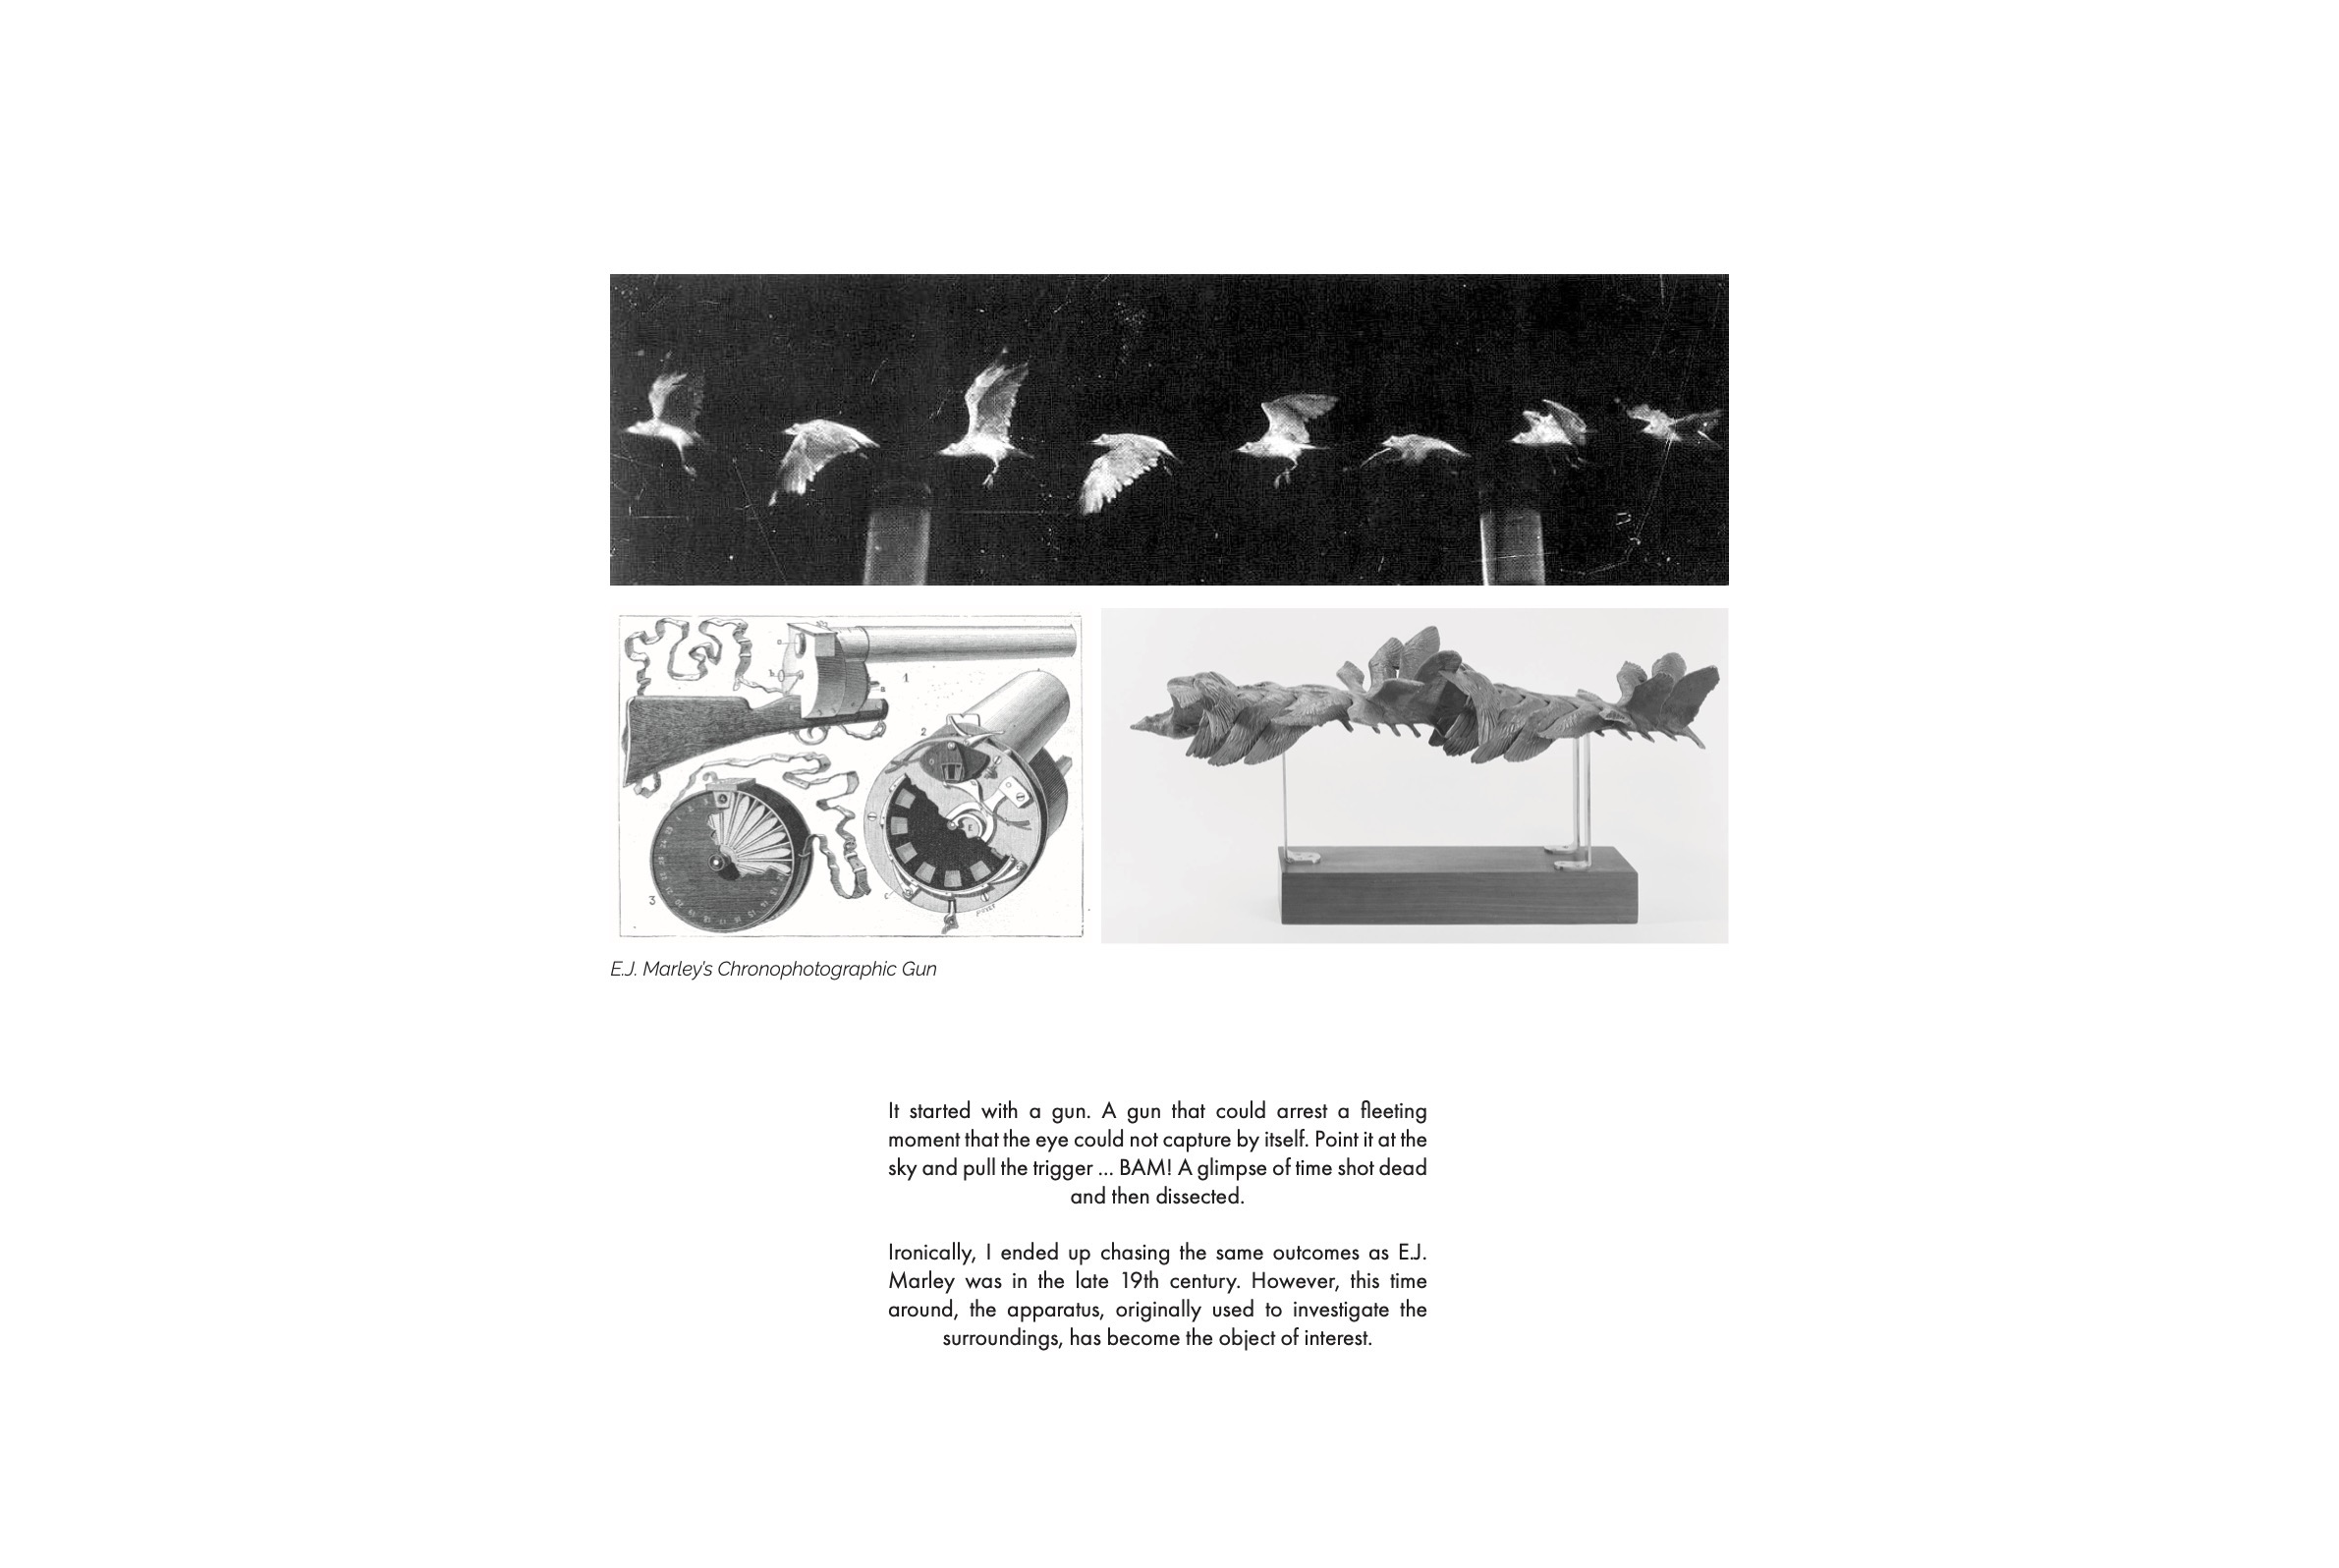 1
2
3
E.J. Marley's Chronophotographic Gun
It started with a gun. A gun that could arrest a fleeting
moment that the eye could not capture by itself. Point it at the
sky and pull the trigger ... BAM! A glimpse of time shot dead
and then dissected.
Ironically, I ended up chasing the same outcomes as E.J.
Marley was in the late 19th century. However, this time
around, the apparatus, originally used to investigate the
surroundings, has become the object of interest.